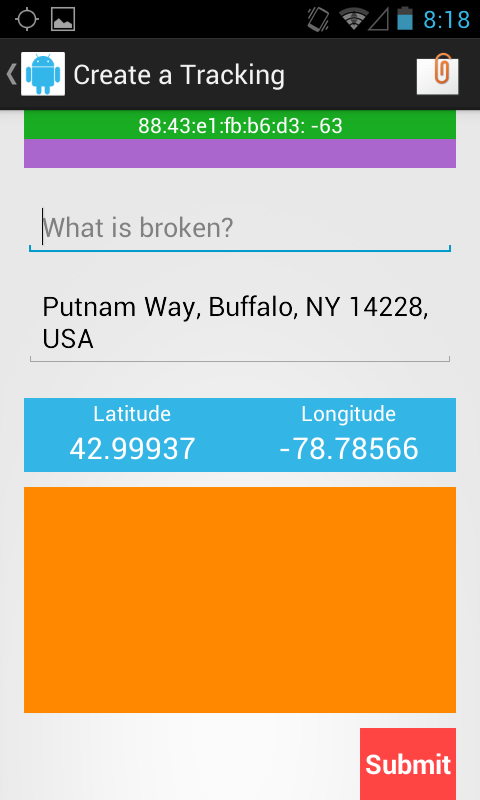 8:18
Create a Tracking
88:43:e1:fb:b6:d3: -63
What is broken?
Putnam Way, Buffalo, NY 14228,
USA
Latitude Longitude
42.99937 -78.78566
Submit